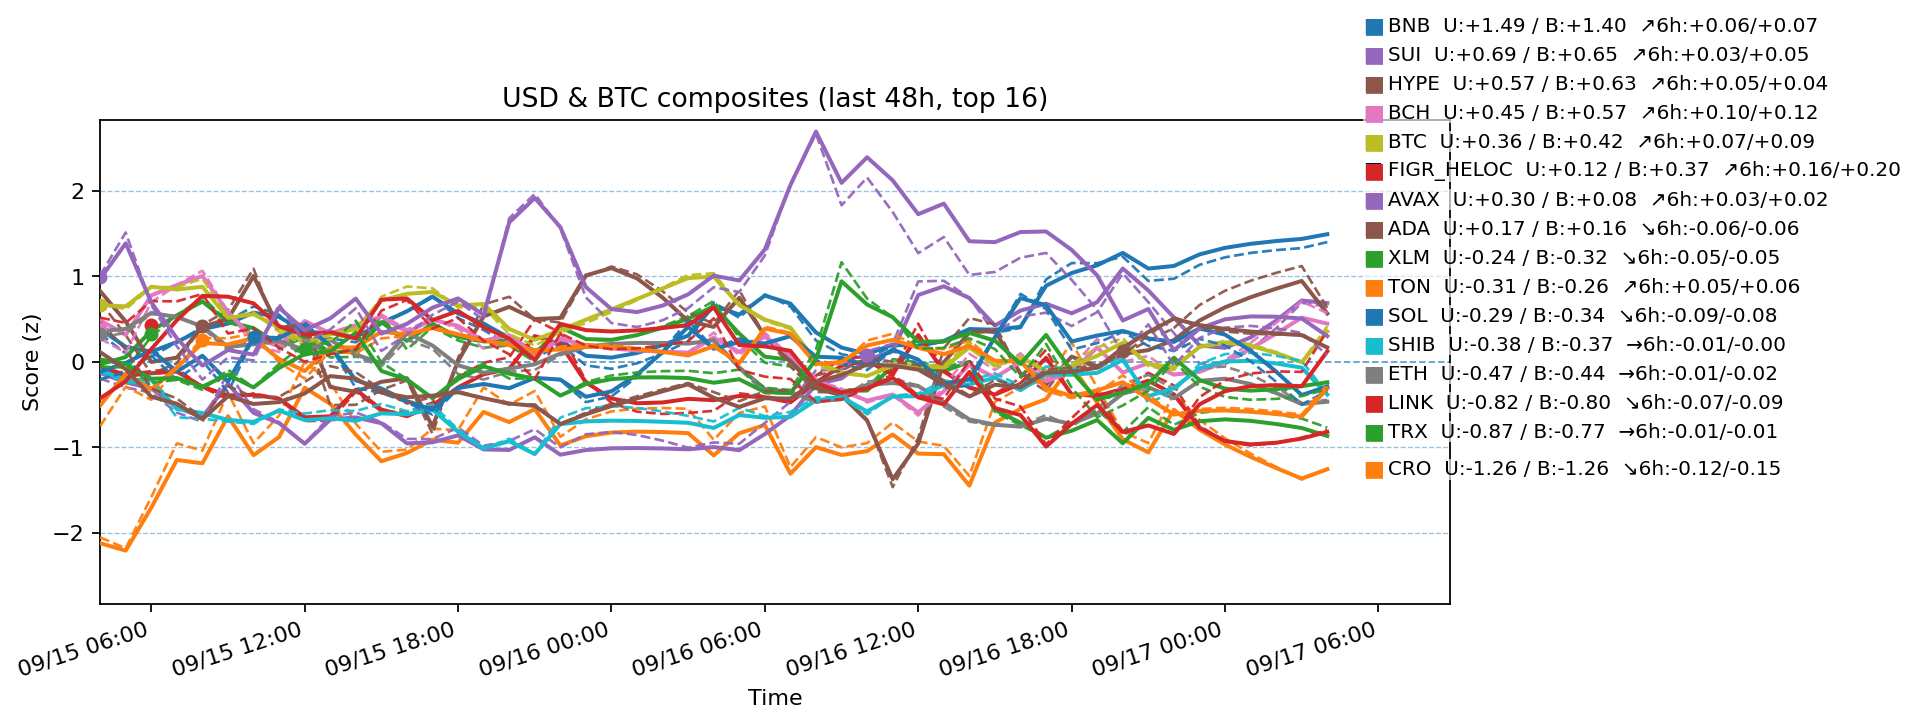 BNB  U:+1.49 / B:+1.40  ↗6h:+0.06/+0.07
SUI  U:+0.69 / B:+0.65  ↗6h:+0.03/+0.05
HYPE  U:+0.57 / B:+0.63  ↗6h:+0.05/+0.04
BCH  U:+0.45 / B:+0.57  ↗6h:+0.10/+0.12
BTC  U:+0.36 / B:+0.42  ↗6h:+0.07/+0.09
FIGR_HELOC  U:+0.12 / B:+0.37  ↗6h:+0.16/+0.20
AVAX  U:+0.30 / B:+0.08  ↗6h:+0.03/+0.02
ADA  U:+0.17 / B:+0.16  ↘6h:-0.06/-0.06
XLM  U:-0.24 / B:-0.32  ↘6h:-0.05/-0.05
TON  U:-0.31 / B:-0.26  ↗6h:+0.05/+0.06
SOL  U:-0.29 / B:-0.34  ↘6h:-0.09/-0.08
SHIB  U:-0.38 / B:-0.37  →6h:-0.01/-0.00
ETH  U:-0.47 / B:-0.44  →6h:-0.01/-0.02
LINK  U:-0.82 / B:-0.80  ↘6h:-0.07/-0.09
TRX  U:-0.87 / B:-0.77  →6h:-0.01/-0.01
CRO  U:-1.26 / B:-1.26  ↘6h:-0.12/-0.15
USD & BTC composites (last 48h, top 16)
Score (z)
2
1
0
−1
−2
09/15 06:00
09/15 12:00
09/15 18:00
09/16 00:00
09/16 06:00
09/16 12:00
09/16 18:00
09/17 00:00
09/17 06:00
Time